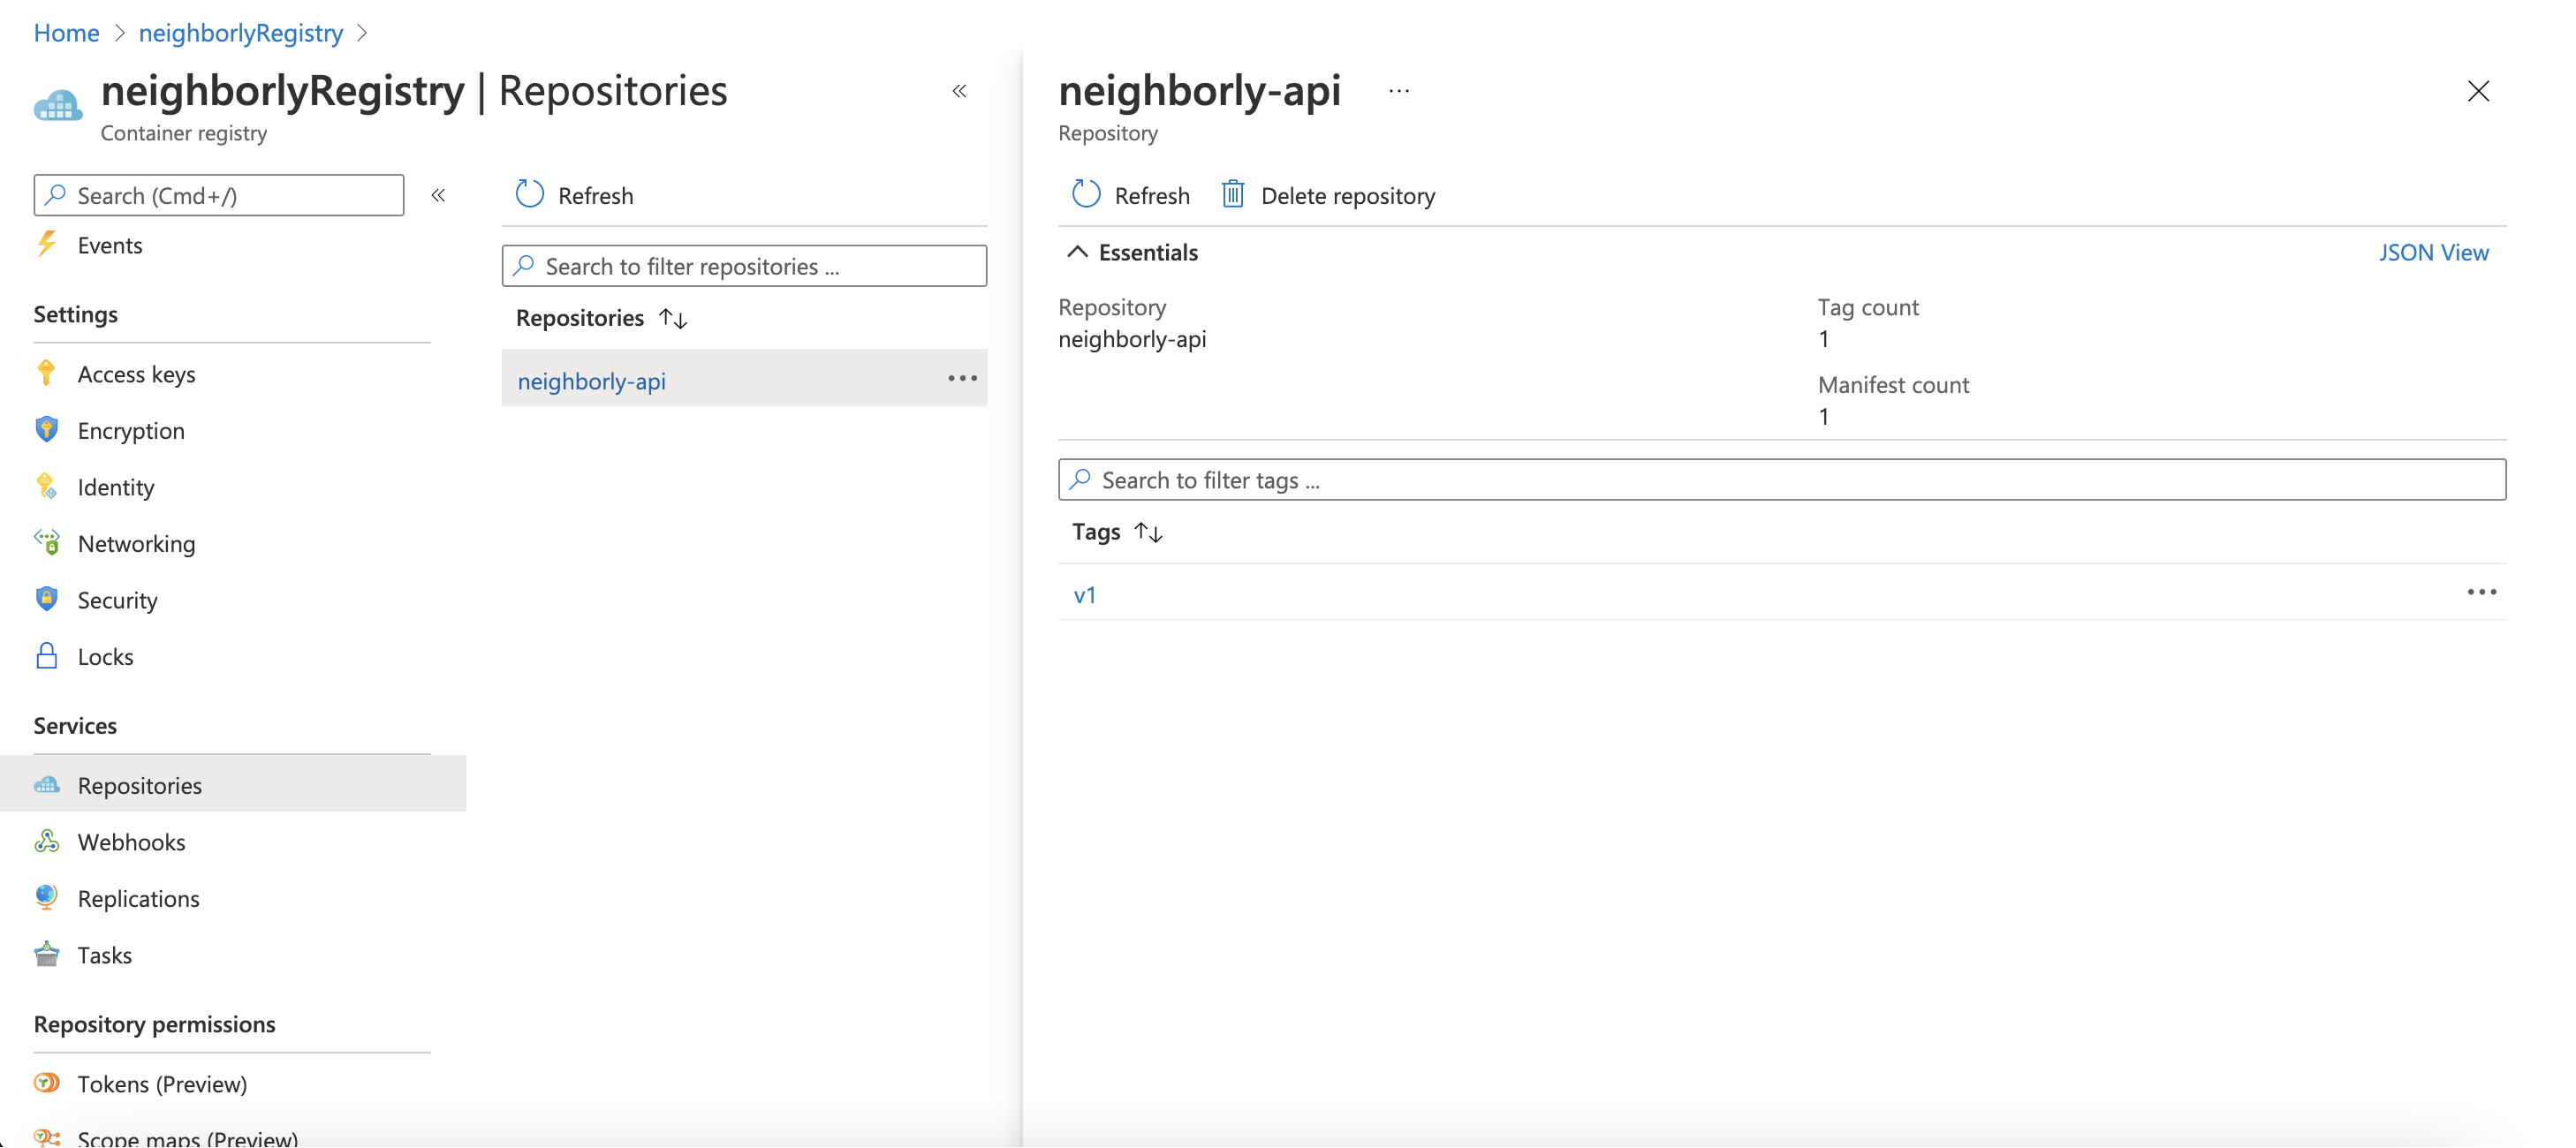 Home > neighborlyRegistry >
neighborlyRegistry | Repositories
Container registry
Search (Cmd+/)
Events
Settings
Access keys
Encryption
Identity
Networking
Security
Locks
Services
Repositories
Webhooks
Replications
Tasks
Repository permissions
Tokens (Preview)
Scope maps (Preview)
Refresh
Search to filter repositories ...
Repositories
neighborly-api
neighborly-api
Repository
Refresh
Delete repository
Essentials
JSON View
Repository
neighborly-api
Tag count
1
Manifest count
1
Search to filter tags ...
Tags
v1